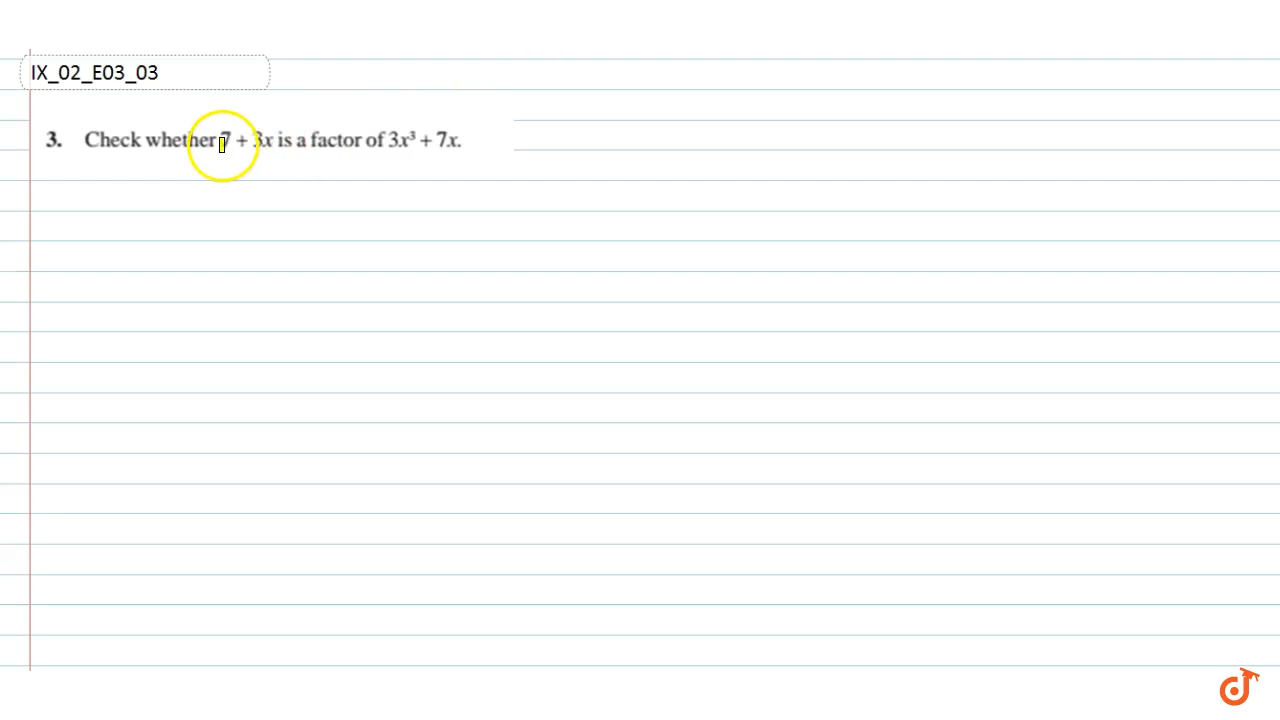 IX_02_E03_03
3. Check whether 7 + 3x is a factor of 3x³ + 7x.